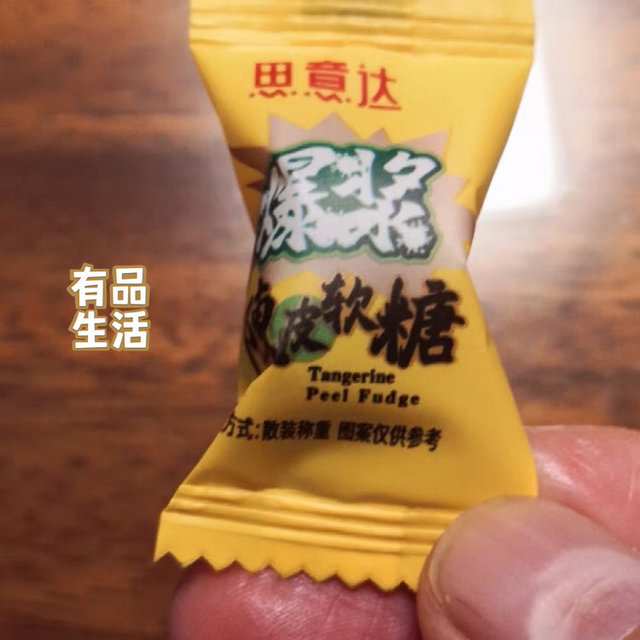 思意达
爆浆
陈皮软糖
Tangerine
Peel Fudge
方式:散装称重 图案仅供参考
有品
生活